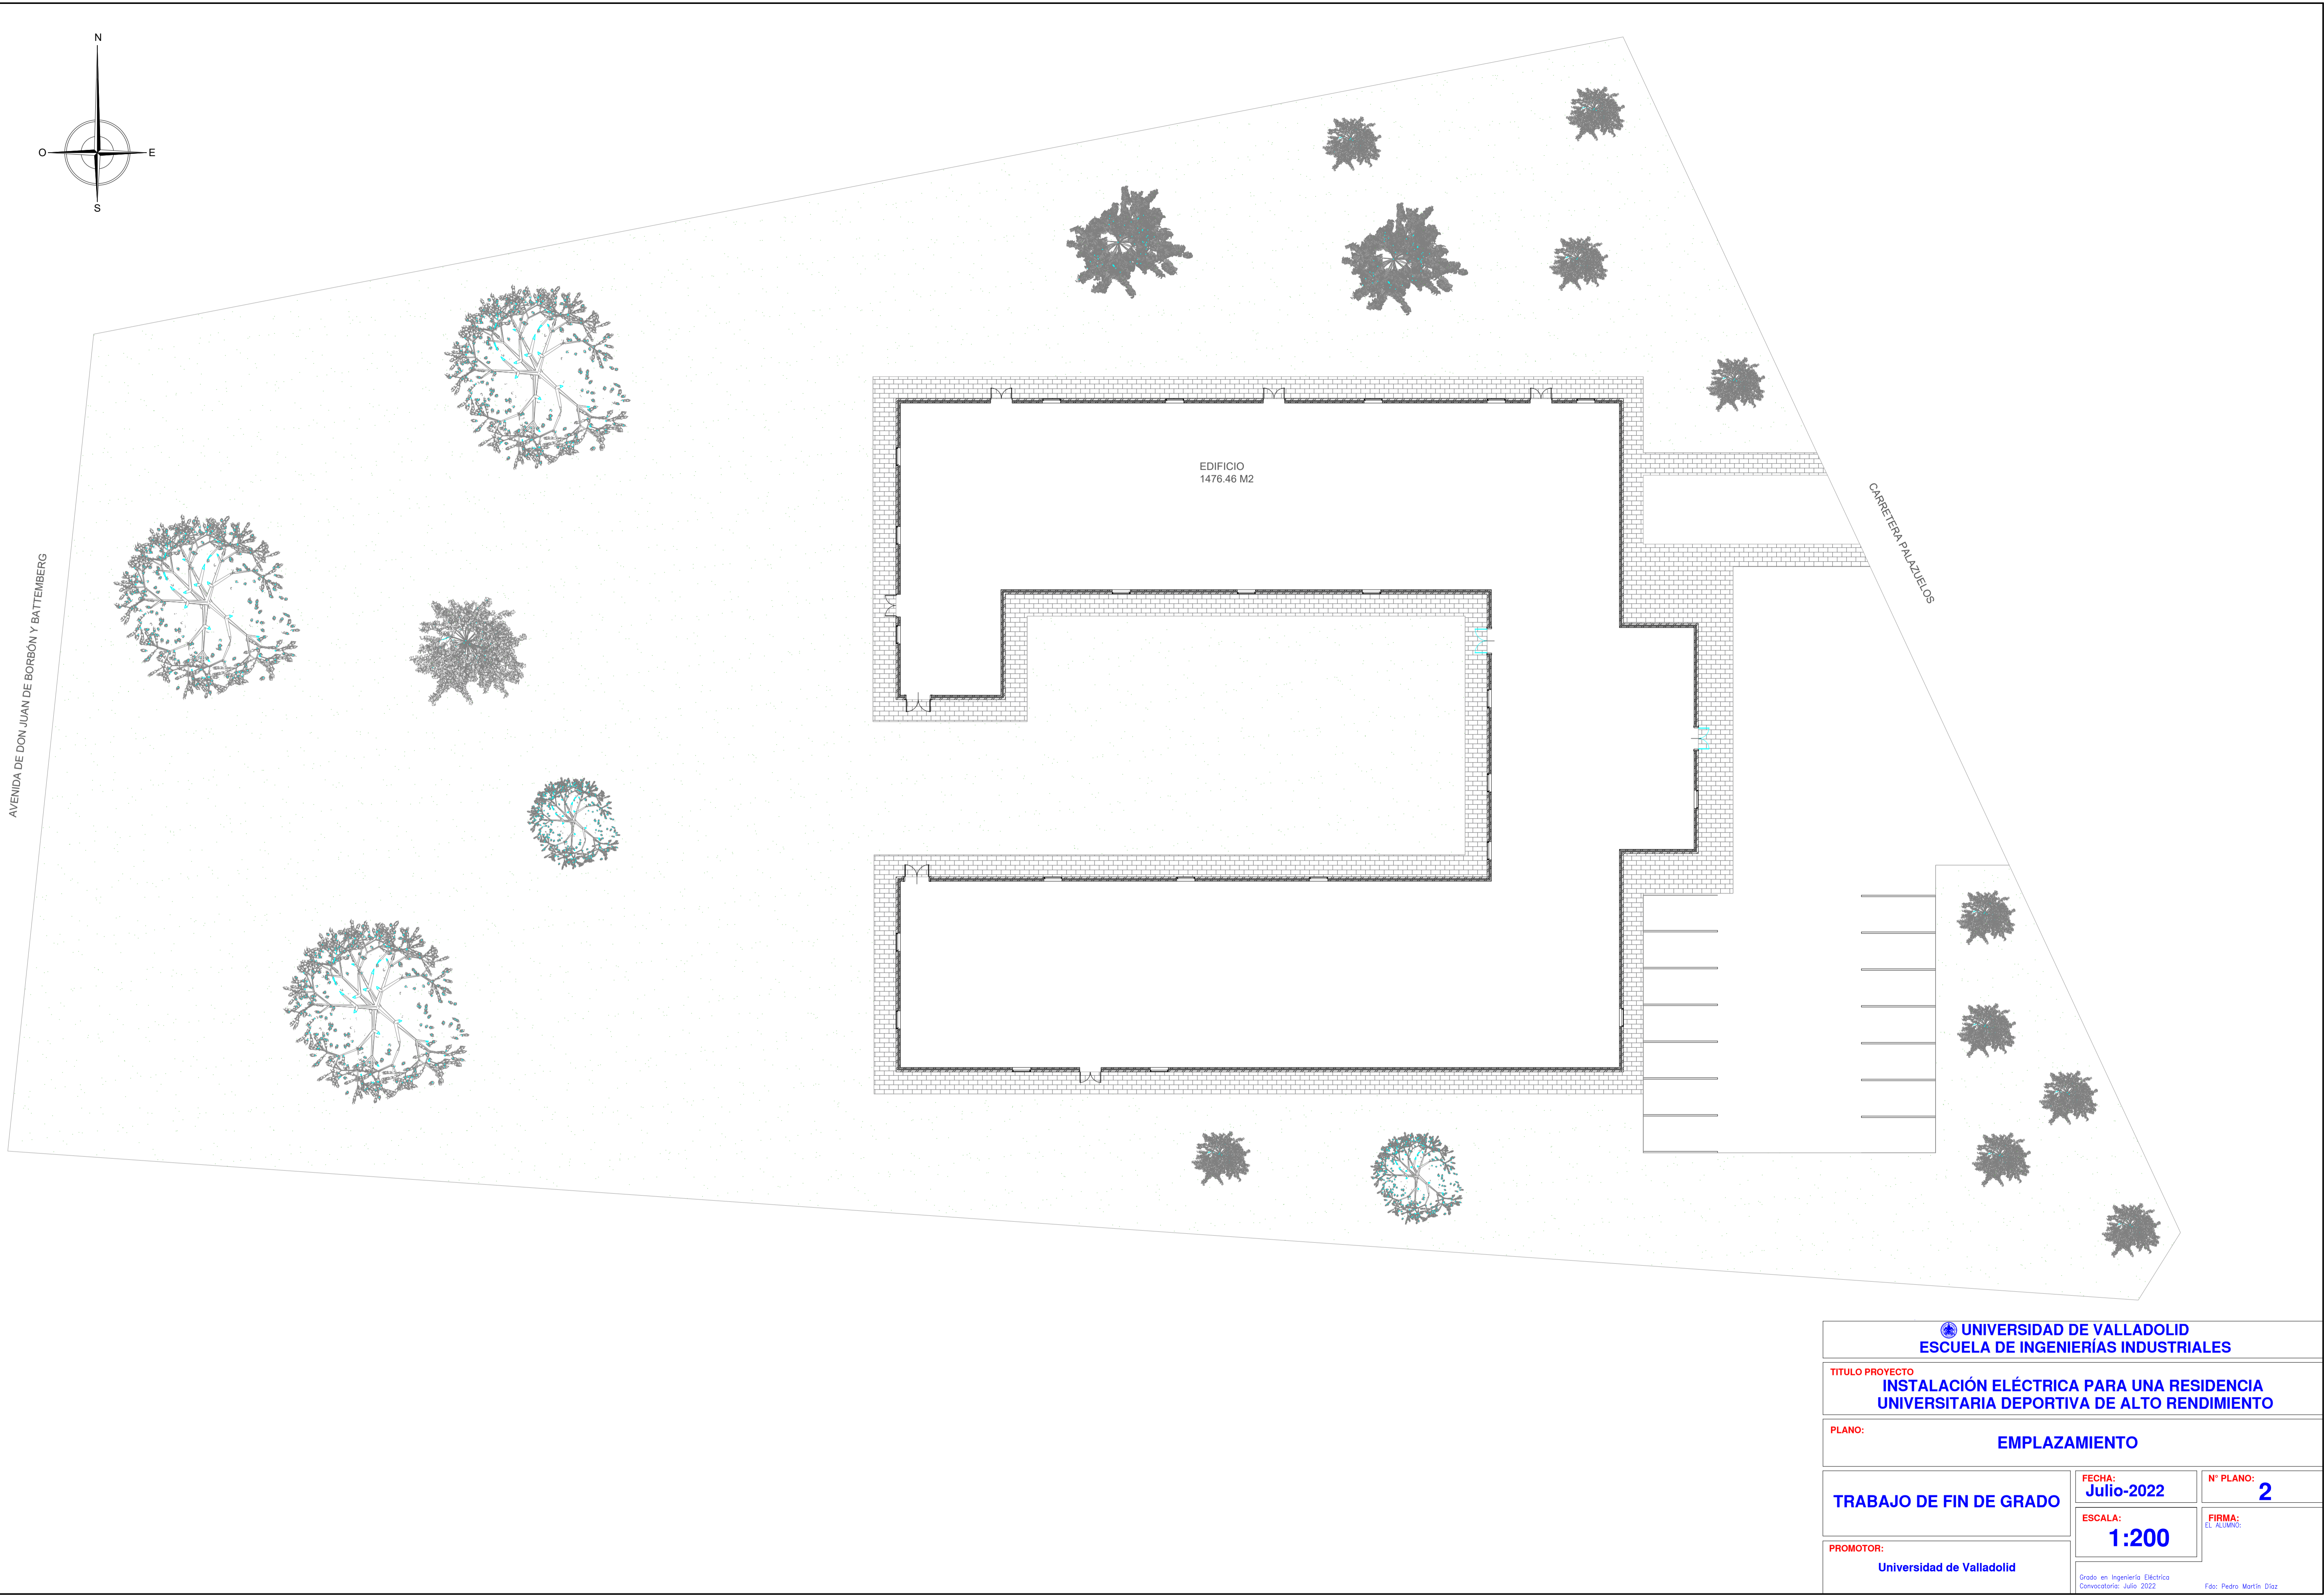 N
O
E
S
EDIFICIO
1476.46 M2
CARRETERA PALAZUELOS
AVENIDA DE DON JUAN DE BORBÓN Y BATTEMBERG
UNIVERSIDAD DE VALLADOLID
ESCUELA DE INGENIERÍAS INDUSTRIALES
TITULO PROYECTO
INSTALACIÓN ELÉCTRICA PARA UNA RESIDENCIA
UNIVERSITARIA DEPORTIVA DE ALTO RENDIMIENTO
PLANO:
EMPLAZAMIENTO
TRABAJO DE FIN DE GRADO
FECHA:
Julio-2022
Nº PLANO:
2
ESCALA:
1:200
FIRMA:
EL ALUMNO:
PROMOTOR:
Universidad de Valladolid
Grado en Ingeniería Eléctrica
Convocatoria: Julio 2022
Fdo: Pedro Martín Díaz